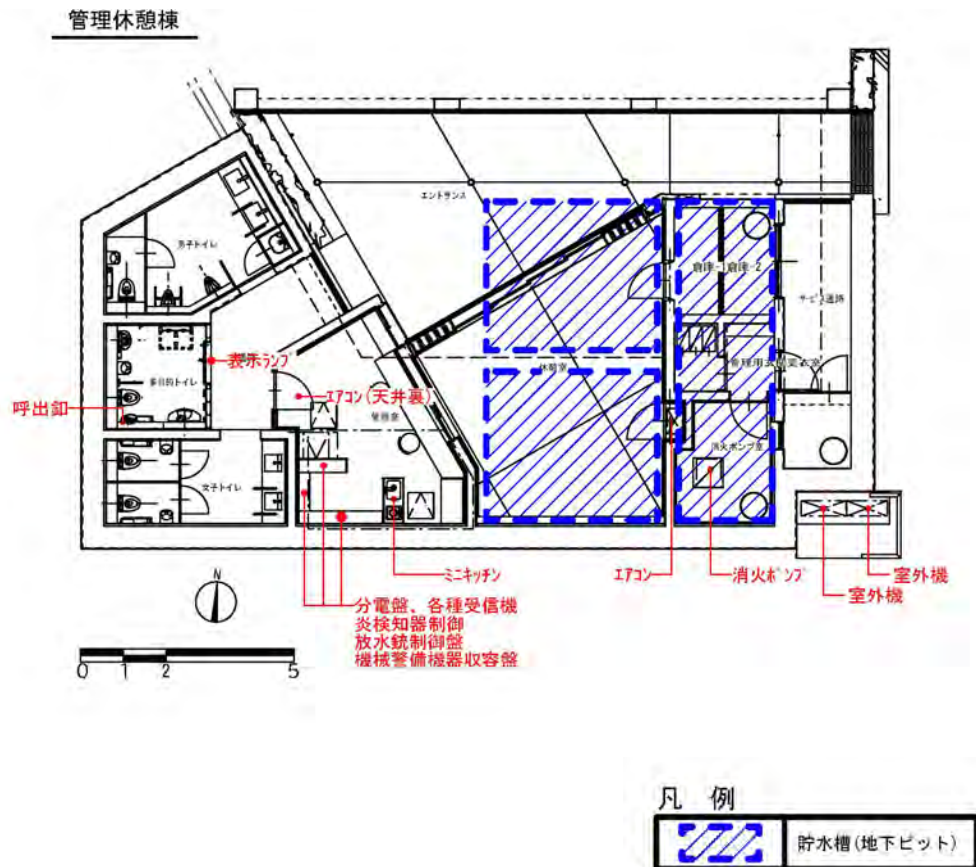 管理休憩棟
エントランス
男子トイレ
倉庫-1
倉庫-2
サービス通路
表示ランプ
休憩室
多目的トイレ
エアコン(天井裏)
呼出釦
管理室
女子トイレ
消火ポンプ室
ミニキッチン
エアコン
消火ポンプ
室外機
室外機
分電盤、各種受信機
炎検知器制御
放水銃制御盤
機械警備機器収容盤
N
0 1 2 5
凡 例
貯水槽(地下ピット)